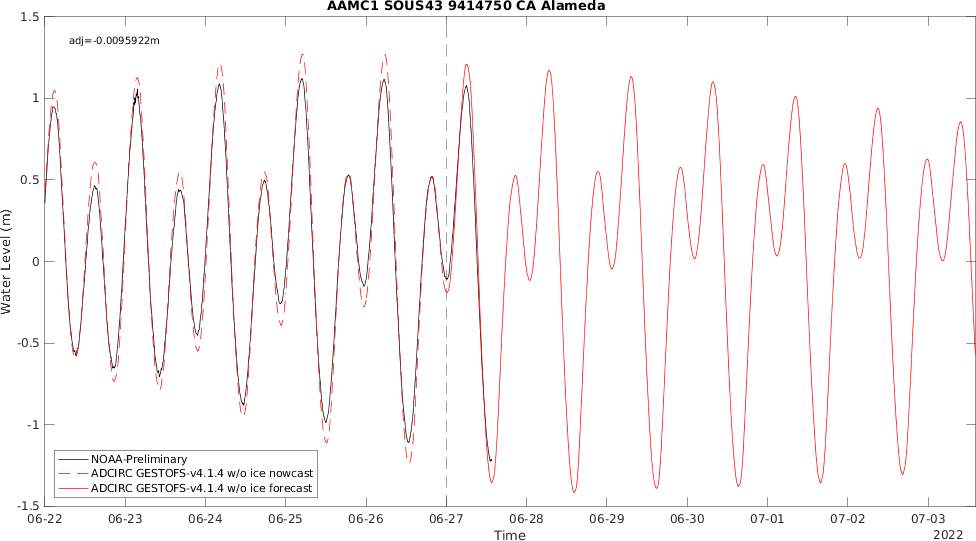 AAMC1 SOUS43 9414750 CA Alameda
adj=-0.0095922m
1.5
1
0.5
0
-0.5
-1
-1.5
Water Level (m)
NOAA-Preliminary
ADCIRC GESTOFS-v4.1.4 w/o ice nowcast
ADCIRC GESTOFS-v4.1.4 w/o ice forecast
06-22 06-23 06-24 06-25 06-26 06-27 06-28 06-29 06-30 07-01 07-02 07-03
Time
2022